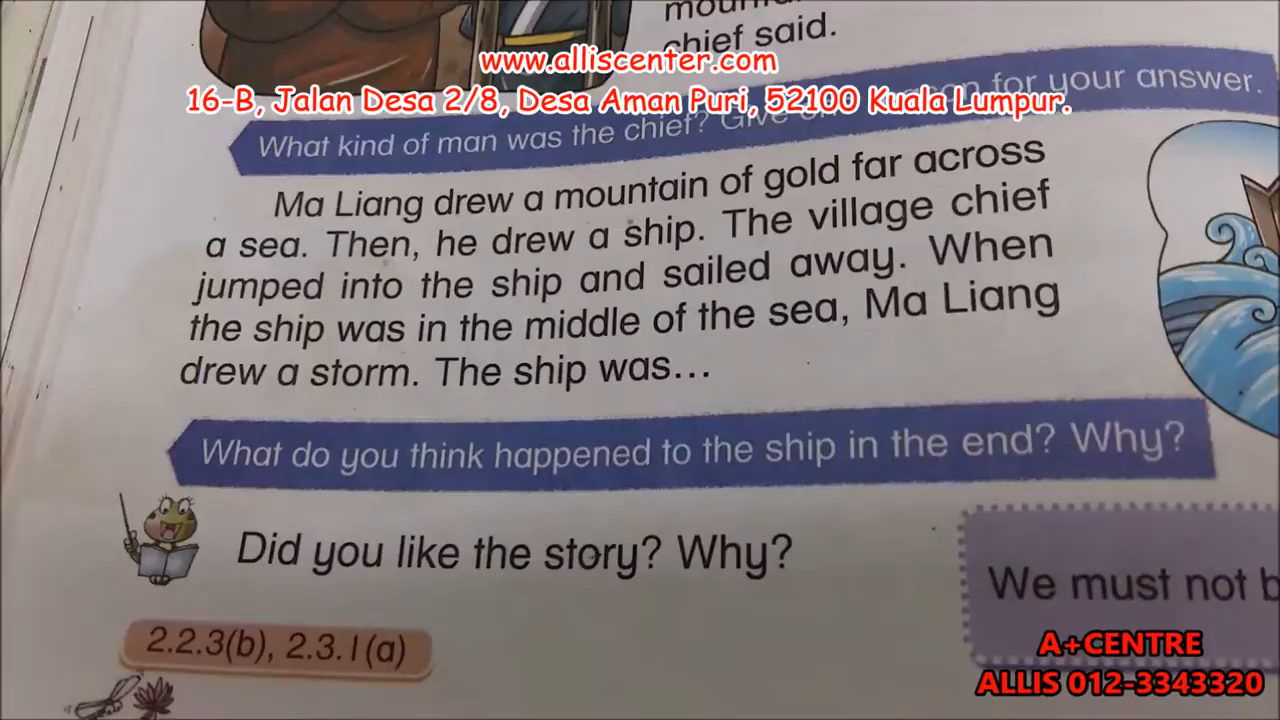 chief said.
www.alliscenter.com
16-B, Jalan Desa 2/8, Desa Aman Puri, 52100 Kuala Lumpur.
What kind of man was the chief? Give for your answer.
Ma Liang drew a mountain of gold far across
a sea. Then, he drew a ship. The village chief
jumped into the ship and sailed away. When
the ship was in the middle of the sea, Ma Liang
drew a storm. The ship was...
What do you think happened to the ship in the end? Why?
Did you like the story? Why?
We must not b
2.2.3(b), 2.3.1(a)
A+CENTRE
ALLIS 012-3343320